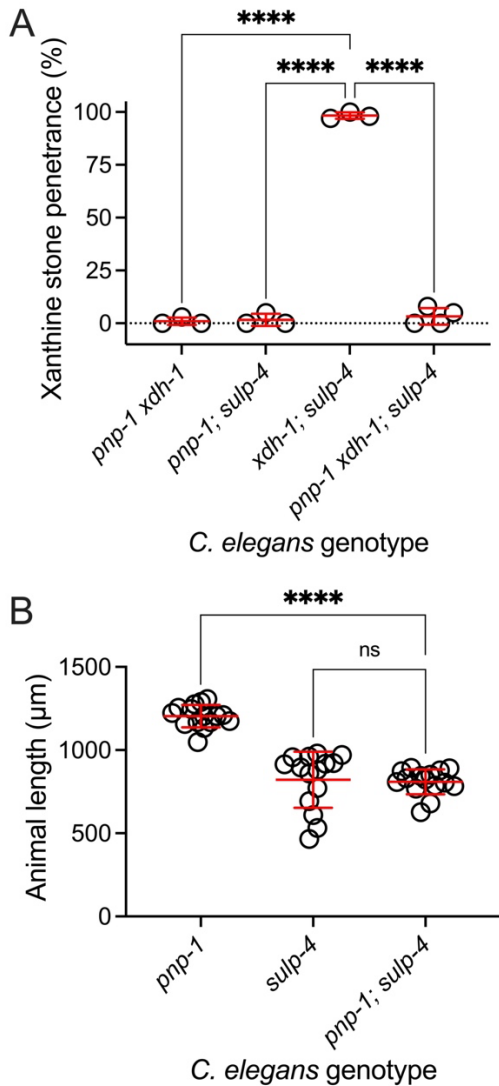 A
****
**** ****
Xanthine stone penetrance (%)
100
75
50
25
0
pnp-1 xdh-1
pnp-1; sulp-4
xdh-1; sulp-4
pnp-1 xdh-1; sulp-4
C. elegans genotype
B
****
ns
Animal length (µm)
1500
1000
500
0
pnp-1
sulp-4
pnp-1; sulp-4
C. elegans genotype